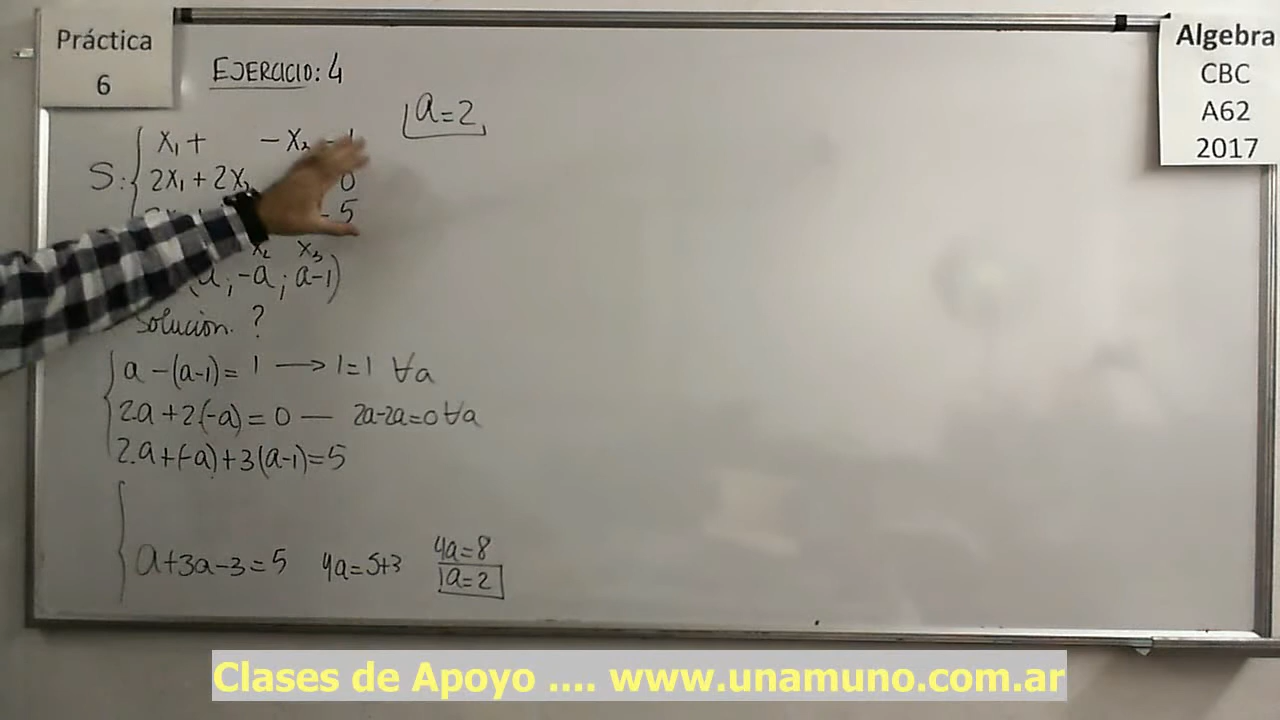 Práctica
6
EJERCICIO: 4
a=2
S:
x₁ + -x₂
2x₁ + 2x₂ 0
5
x₂ x₃
; -a ; a-1)
Solución. ?
a - (a-1) = 1 → 1=1 ∀a
2.a + 2.(-a) = 0 — 2a-2a=0 ∀a
2.a + (-a) + 3(a-1) = 5
a+3a-3=5 4a=5+3 4a=8
a=2
Algebra
CBC
A62
2017
Clases de Apoyo .... www.unamuno.com.ar